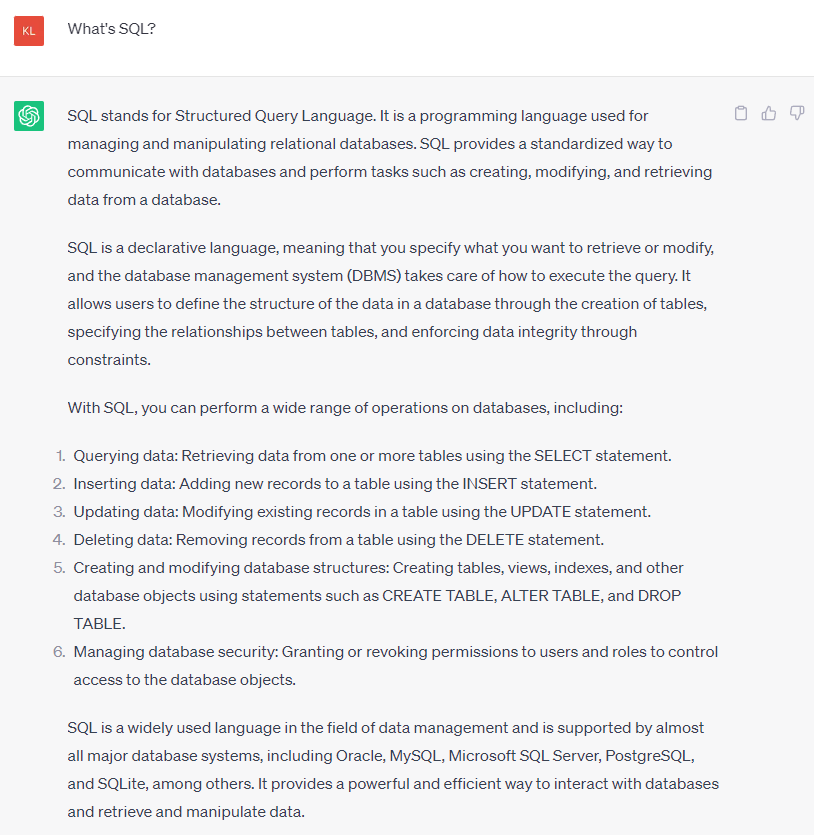 KL
What's SQL?
SQL stands for Structured Query Language. It is a programming language used for
managing and manipulating relational databases. SQL provides a standardized way to
communicate with databases and perform tasks such as creating, modifying, and retrieving
data from a database.
SQL is a declarative language, meaning that you specify what you want to retrieve or modify,
and the database management system (DBMS) takes care of how to execute the query. It
allows users to define the structure of the data in a database through the creation of tables,
specifying the relationships between tables, and enforcing data integrity through
constraints.
With SQL, you can perform a wide range of operations on databases, including:
1. Querying data: Retrieving data from one or more tables using the SELECT statement.
2. Inserting data: Adding new records to a table using the INSERT statement.
3. Updating data: Modifying existing records in a table using the UPDATE statement.
4. Deleting data: Removing records from a table using the DELETE statement.
5. Creating and modifying database structures: Creating tables, views, indexes, and other
database objects using statements such as CREATE TABLE, ALTER TABLE, and DROP
TABLE.
6. Managing database security: Granting or revoking permissions to users and roles to control
access to the database objects.
SQL is a widely used language in the field of data management and is supported by almost
all major database systems, including Oracle, MySQL, Microsoft SQL Server, PostgreSQL,
and SQLite, among others. It provides a powerful and efficient way to interact with databases
and retrieve and manipulate data.